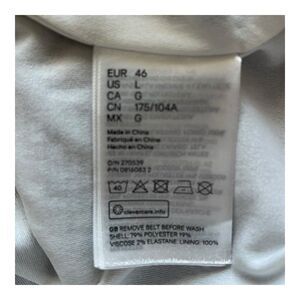 EUR 46
US L
CA G
CN 175/104A
MX G
Made in China
Fabriqué en Chine
Hecho en China
O/N 270539
P/N 0816083 2
40
clevercare.info
GB REMOVE BELT BEFORE WASH
SHELL: 79% POLYESTER 19%
VISCOSE 2% ELASTANE. LINING: 100%